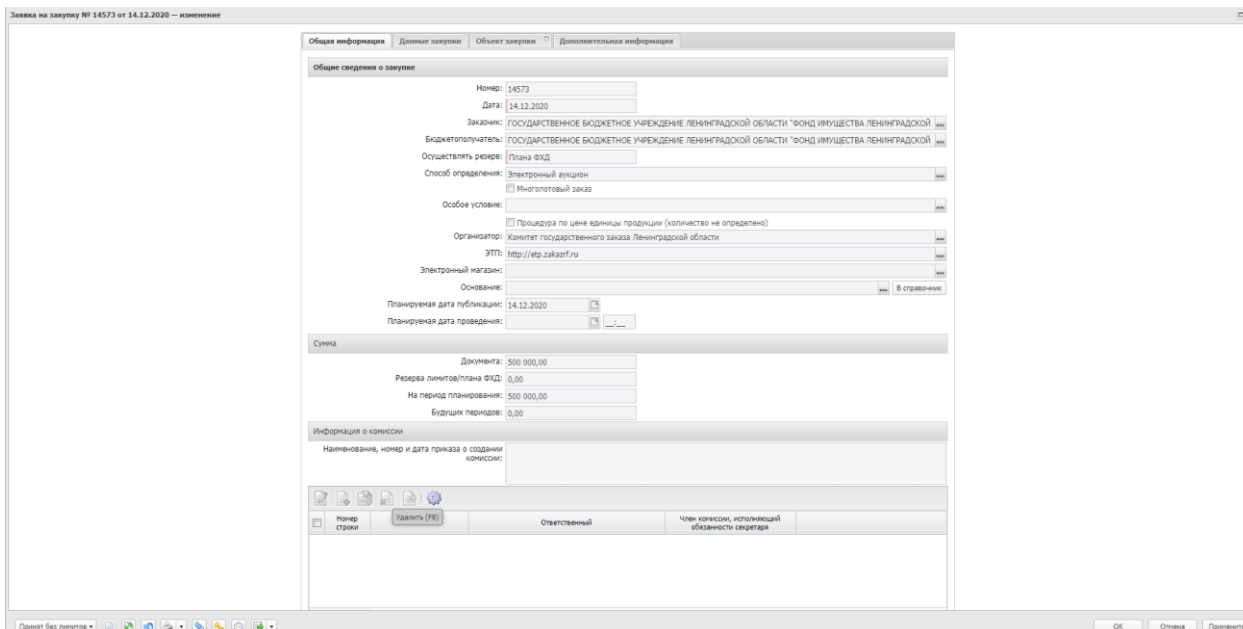 Заявка на закупку № 14573 от 14.12.2020 — изменение
Общая информация Данные закупки Объект закупки Дополнительная информация
Общие сведения о закупке
Номер: 14573
Дата: 14.12.2020
Заказчик: ГОСУДАРСТВЕННОЕ БЮДЖЕТНОЕ УЧРЕЖДЕНИЕ ЛЕНИНГРАДСКОЙ ОБЛАСТИ "ФОНД ИМУЩЕСТВА ЛЕНИНГРАДСКОЙ ...
Бюджетополучатель: ГОСУДАРСТВЕННОЕ БЮДЖЕТНОЕ УЧРЕЖДЕНИЕ ЛЕНИНГРАДСКОЙ ОБЛАСТИ "ФОНД ИМУЩЕСТВА ЛЕНИНГРАДСКОЙ ...
Осуществлять резерв: Плана ФХД
Способ определения: Электронный аукцион ...
Многолотовый заказ
Особое условие: ...
Процедура по цене единицы продукции (количество не определено)
Организатор: Комитет государственного заказа Ленинградской области ...
ЭТП: http://etp.zakazrf.ru ...
Электронный магазин: ...
Основание: ... В справочник
Планируемая дата публикации: 14.12.2020
Планируемая дата проведения: __:__
Сумма
Документа: 500 000,00
Резерва лимитов/плана ФХД: 0,00
На период планирования: 500 000,00
Будущих периодов: 0,00
Информация о комиссии
Наименование, номер и дата приказа о создании
комиссии:
Удалить (F8)
Номер строки Ответственный Член комиссии, исполняющий обязанности секретаря
Принят без лимитов OK Отмена Применить